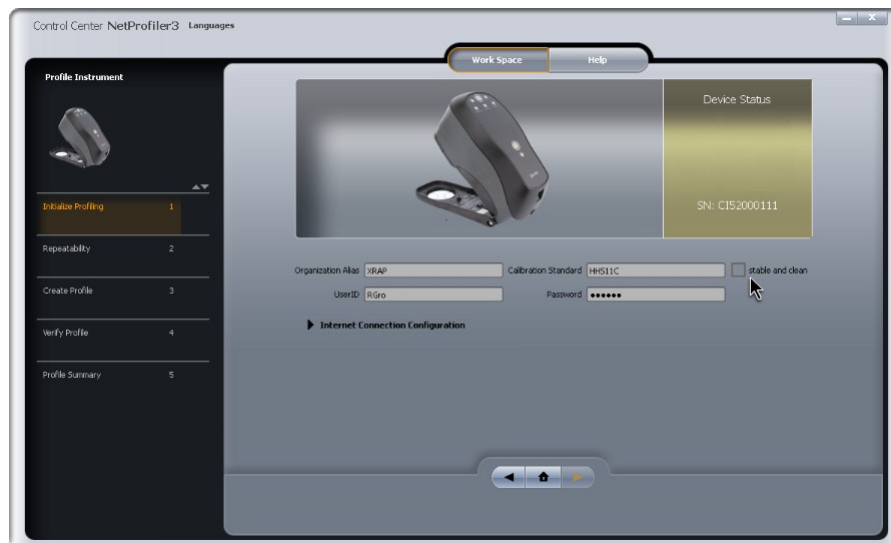 Control Center NetProfiler3 Languages
Work Space
Help
Profile Instrument
Initialize Profiling 1
Repeatability 2
Create Profile 3
Verify Profile 4
Profile Summary 5
Device Status
SN: CI52000111
Organization Alias XRAP Calibration Standard HHS11C stable and clean
UserID RGro Password ●●●●●●
Internet Connection Configuration